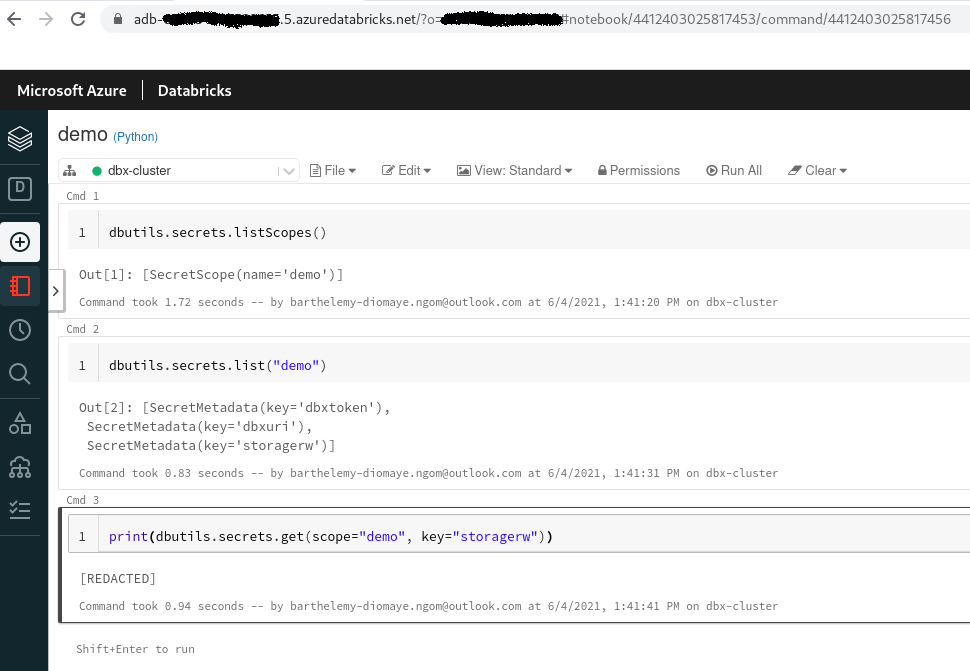 adb-.5.azuredatabricks.net/?o=#notebook/4412403025817453/command/4412403025817456
Microsoft Azure Databricks
demo (Python)
dbx-cluster File Edit View: Standard Permissions Run All Clear
Cmd 1
1 dbutils.secrets.listScopes()
Out[1]: [SecretScope(name='demo')]
Command took 1.72 seconds -- by barthelemy-diomaye.ngom@outlook.com at 6/4/2021, 1:41:20 PM on dbx-cluster
Cmd 2
1 dbutils.secrets.list("demo")
Out[2]: [SecretMetadata(key='dbxtoken'),
SecretMetadata(key='dbxuri'),
SecretMetadata(key='storagerw')]
Command took 0.83 seconds -- by barthelemy-diomaye.ngom@outlook.com at 6/4/2021, 1:41:31 PM on dbx-cluster
Cmd 3
1 print(dbutils.secrets.get(scope="demo", key="storagerw"))
[REDACTED]
Command took 0.94 seconds -- by barthelemy-diomaye.ngom@outlook.com at 6/4/2021, 1:41:41 PM on dbx-cluster
Shift+Enter to run